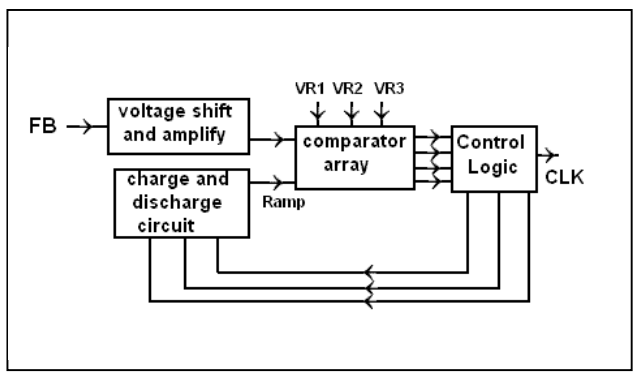 VR1 VR2 VR3
FB
voltage shift
and amplify
comparator
array
Control
Logic
CLK
charge and
discharge
circuit
Ramp